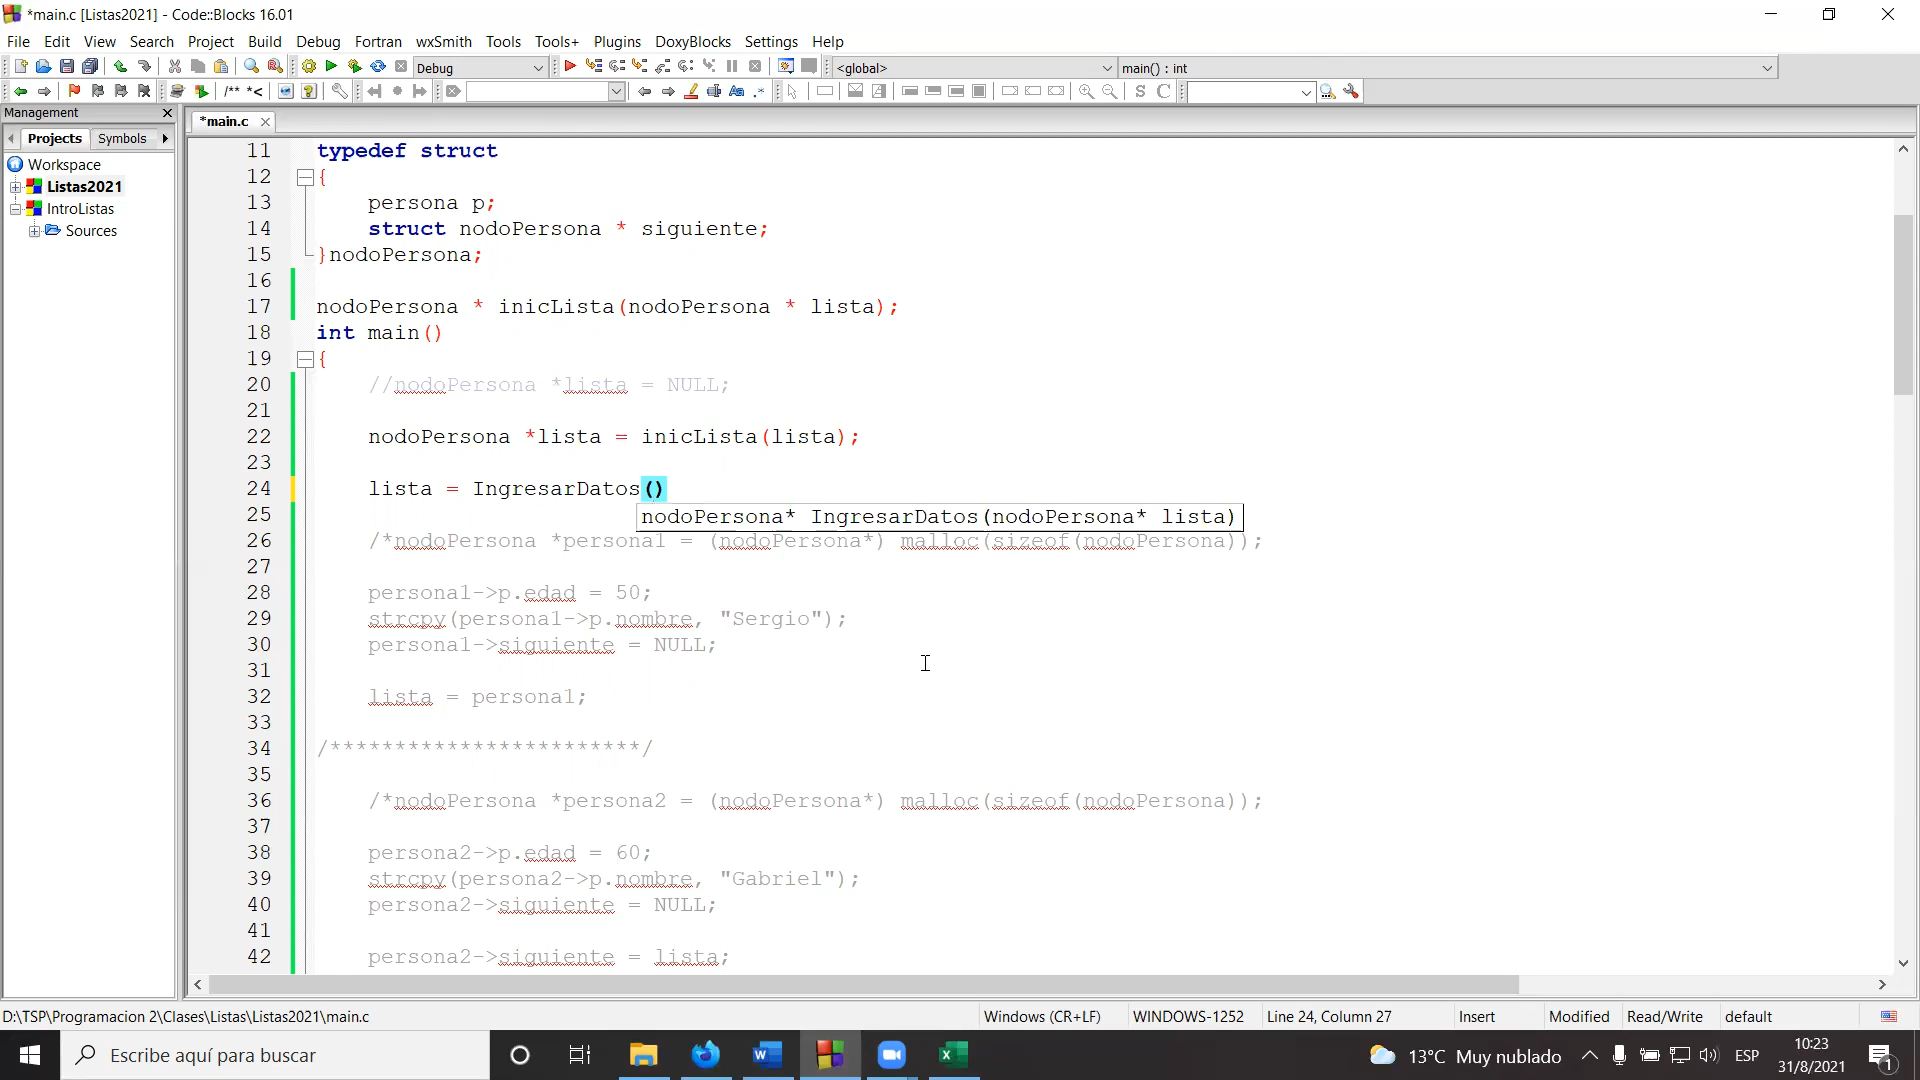 *main.c [Listas2021] - Code::Blocks 16.01
File Edit View Search Project Build Debug Fortran wxSmith Tools Tools+ Plugins DoxyBlocks Settings Help
Debug <global> main() : int
/** *< Aa .* S C
Management
Projects Symbols
*main.c
Workspace
Listas2021
IntroListas
Sources
11 typedef struct
12 {
13 persona p;
14 struct nodoPersona * siguiente;
15 }nodoPersona;
16
17 nodoPersona * inicLista(nodoPersona * lista);
18 int main()
19 {
20 //nodoPersona *lista = NULL;
21
22 nodoPersona *lista = inicLista(lista);
23
24 lista = IngresarDatos()
25 nodoPersona* IngresarDatos(nodoPersona* lista)
26 /*nodoPersona *persona1 = (nodoPersona*) malloc(sizeof(nodoPersona));
27
28 persona1->p.edad = 50;
29 strcpy(persona1->p.nombre, "Sergio");
30 persona1->siguiente = NULL;
31
32 lista = persona1;
33
34 /************************/
35
36 /*nodoPersona *persona2 = (nodoPersona*) malloc(sizeof(nodoPersona));
37
38 persona2->p.edad = 60;
39 strcpy(persona2->p.nombre, "Gabriel");
40 persona2->siguiente = NULL;
41
42 persona2->siguiente = lista;
D:\TSP\Programacion 2\Clases\Listas\Listas2021\main.c Windows (CR+LF) WINDOWS-1252 Line 24, Column 27 Insert Modified Read/Write default
Escribe aquí para buscar
13°C Muy nublado ESP
10:23
31/8/2021
1